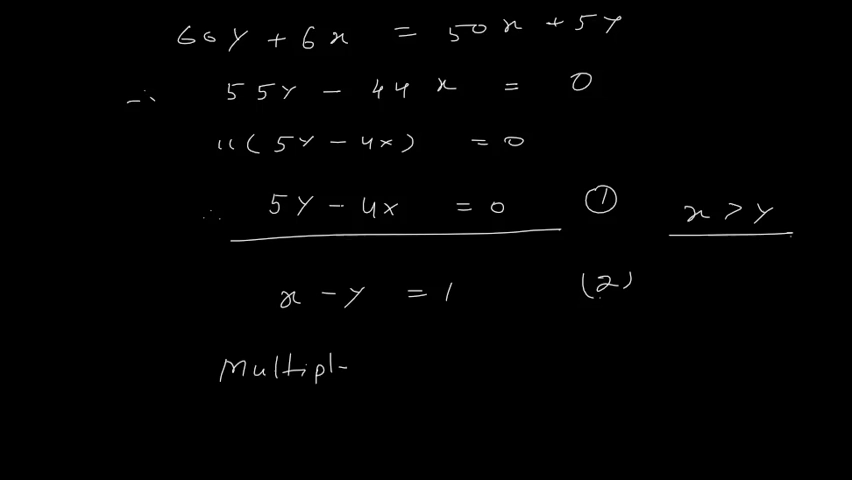 60Y + 6x = 50x + 5Y
∴ 55Y - 44x = 0
11(5Y - 4x) = 0
∴ 5Y - 4x = 0 ① x > Y
x - y = 1 (2)
Multipl